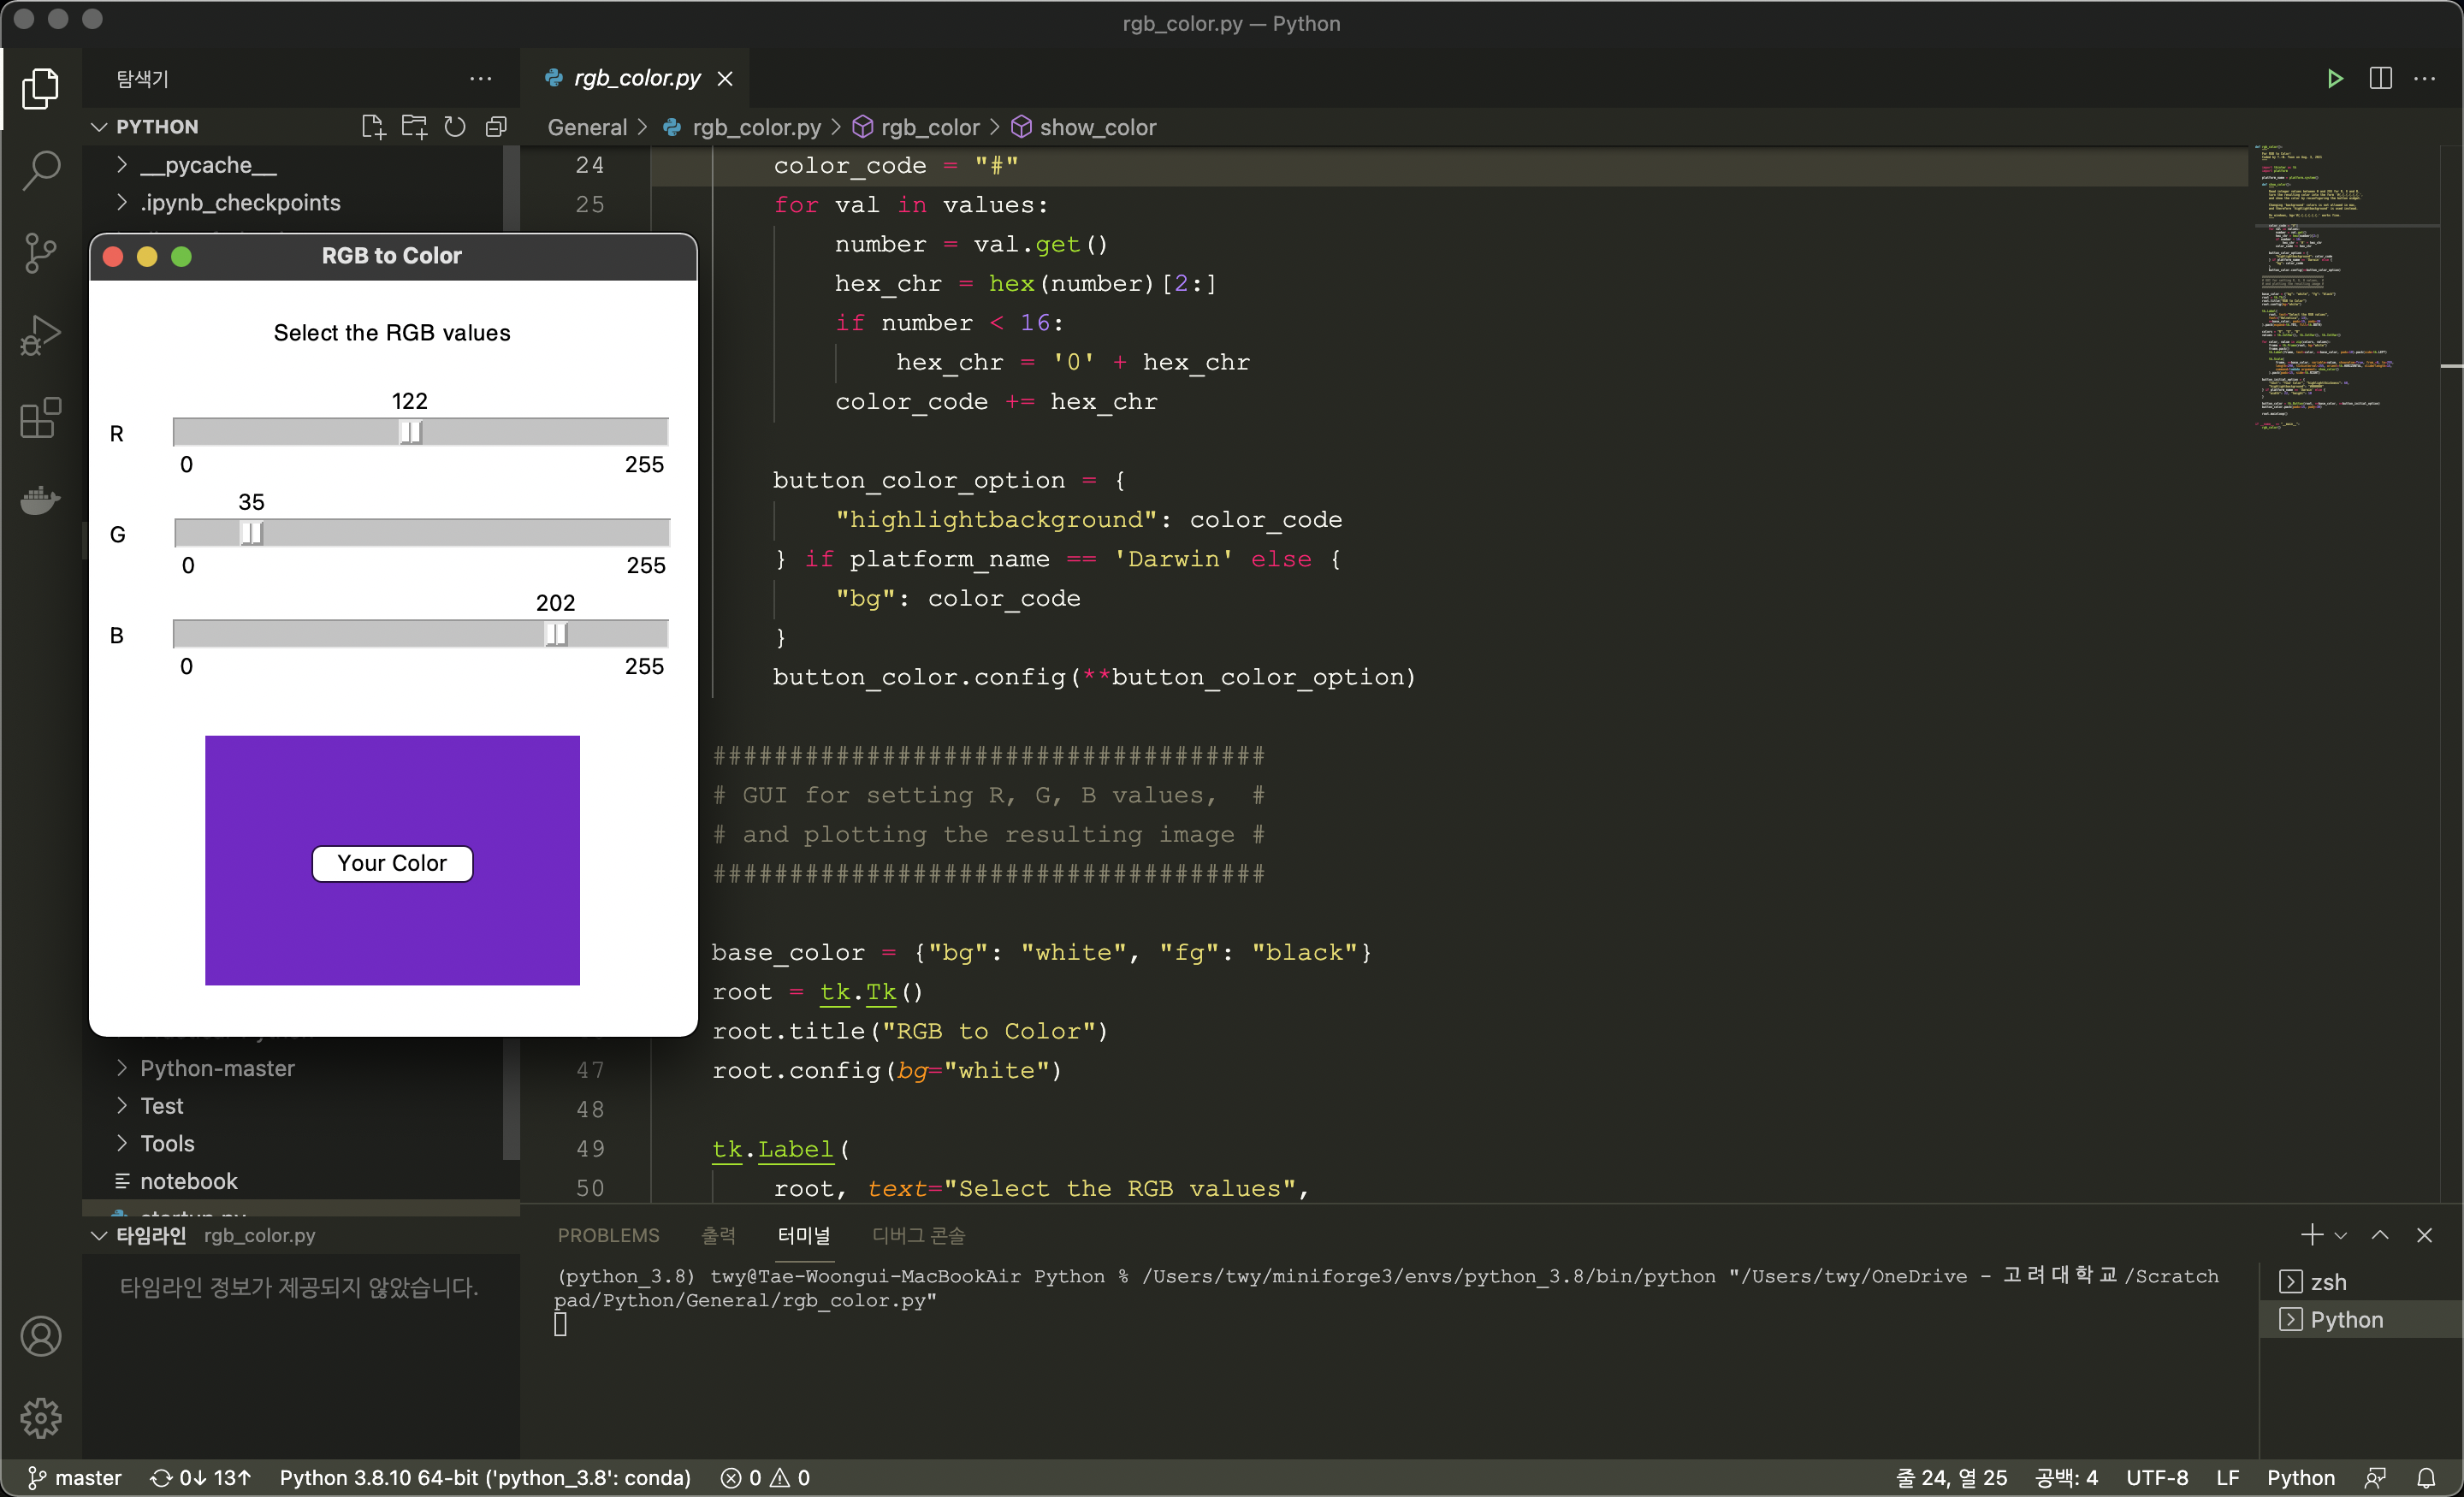 rgb_color.py — Python
탐색기
rgb_color.py
PYTHON
General > rgb_color.py > rgb_color > show_color
__pycache__
.ipynb_checkpoints
24 color_code = "#"
25 for val in values:
number = val.get()
hex_chr = hex(number)[2:]
if number < 16:
hex_chr = '0' + hex_chr
color_code += hex_chr
button_color_option = {
"highlightbackground": color_code
} if platform_name == 'Darwin' else {
"bg": color_code
}
button_color.config(**button_color_option)
####################################
# GUI for setting R, G, B values,  #
# and plotting the resulting image #
####################################
base_color = {"bg": "white", "fg": "black"}
root = tk.Tk()
root.title("RGB to Color")
47 root.config(bg="white")
48
49 tk.Label(
50 root, text="Select the RGB values",
RGB to Color
Select the RGB values
122
R
0 255
35
G
0 255
202
B
0 255
Your Color
Python-master
Test
Tools
notebook
startup.py
타임라인 rgb_color.py
타임라인 정보가 제공되지 않았습니다.
PROBLEMS 출력 터미널 디버그 콘솔
(python_3.8) twy@Tae-Woongui-MacBookAir Python % /Users/twy/miniforge3/envs/python_3.8/bin/python "/Users/twy/OneDrive - 고려대학교/Scratch
pad/Python/General/rgb_color.py"
zsh
Python
master 0↓ 13↑ Python 3.8.10 64-bit ('python_3.8': conda) 0 0 줄 24, 열 25 공백: 4 UTF-8 LF Python